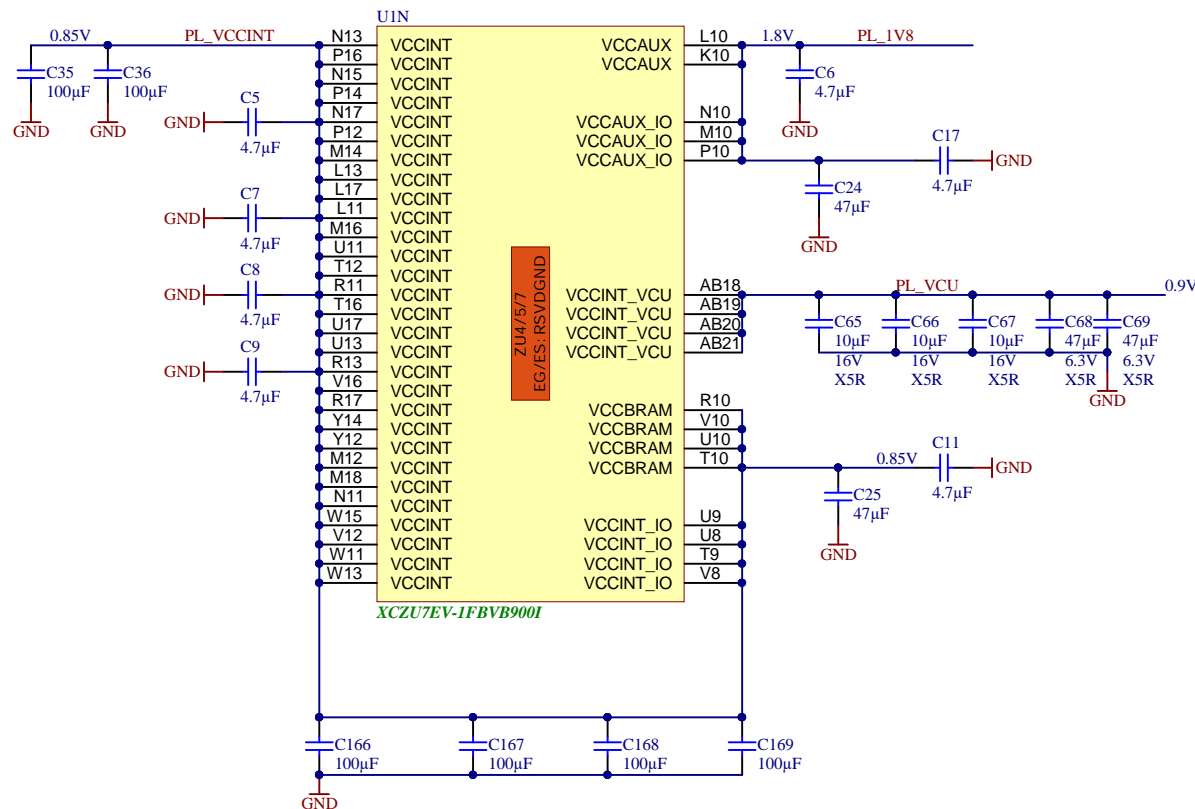 U1N
0.85V PL_VCCINT N13 VCCINT VCCAUX L10 1.8V PL_1V8
P16 VCCINT VCCAUX K10
C35 C36 N15 VCCINT C6
100µF 100µF P14 VCCINT 4.7µF
GND GND C5 GND N17 VCCINT VCCAUX_IO N10 GND
4.7µF P12 VCCINT VCCAUX_IO M10 C17
M14 VCCINT VCCAUX_IO P10 GND
L13 VCCINT C24 4.7µF
C7 L17 VCCINT 47µF
GND L11 VCCINT
4.7µF M16 VCCINT GND
U11 VCCINT
C8 T12 VCCINT PL_VCU 0.9V
GND R11 VCCINT VCCINT_VCU AB18
4.7µF T16 VCCINT VCCINT_VCU AB19 C65 C66 C67 C68 C69
U17 VCCINT VCCINT_VCU AB20 10µF 10µF 10µF 47µF 47µF
C9 U13 VCCINT VCCINT_VCU AB21 16V 16V 16V 6.3V 6.3V
GND R13 VCCINT X5R X5R X5R X5R X5R
4.7µF V16 VCCINT GND
ZU4/5/7
EG/ES: RSVDGND
R17 VCCINT VCCBRAM R10
Y14 VCCINT VCCBRAM V10
Y12 VCCINT VCCBRAM U10 C11
M12 VCCINT VCCBRAM T10 0.85V GND
M18 VCCINT C25 4.7µF
N11 VCCINT 47µF
W15 VCCINT VCCINT_IO U9
V12 VCCINT VCCINT_IO U8 GND
W11 VCCINT VCCINT_IO T9
W13 VCCINT VCCINT_IO V8
XCZU7EV-1FBVB900I
C166 C167 C168 C169
100µF 100µF 100µF 100µF
GND